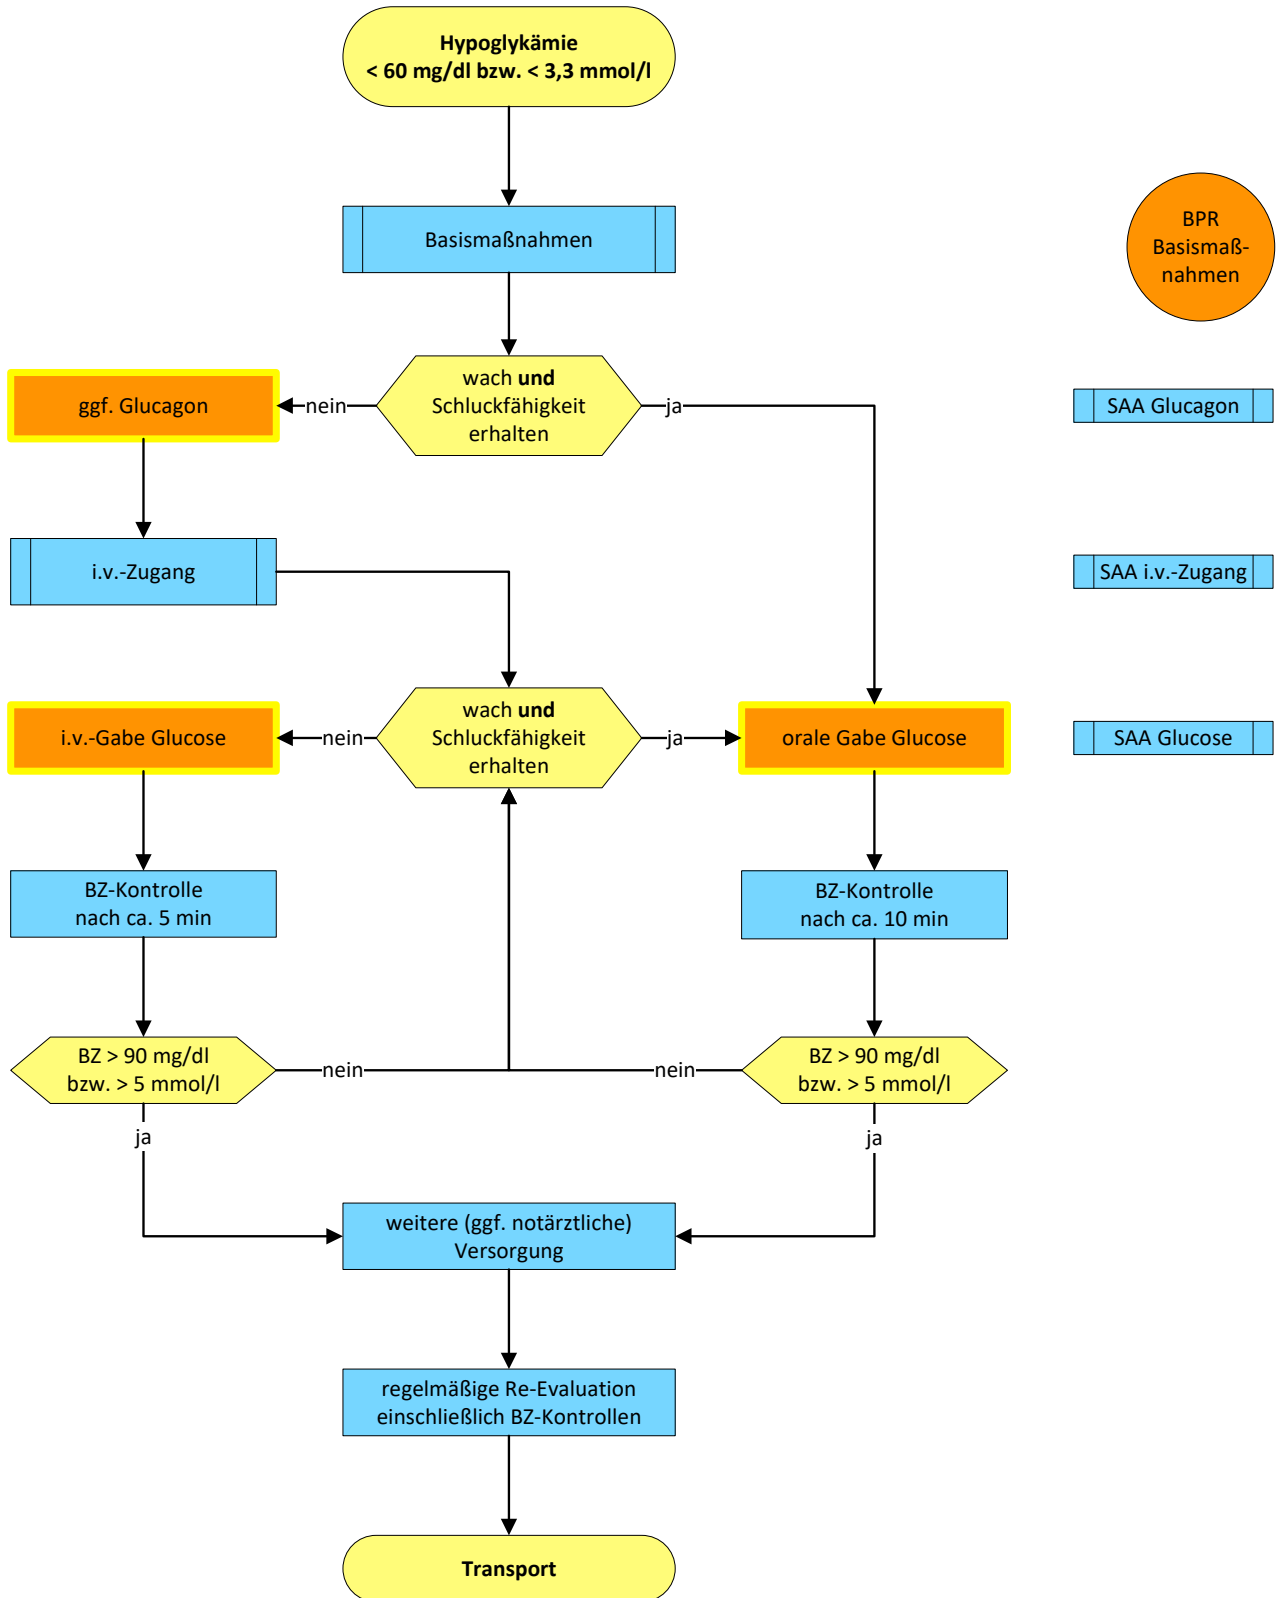 Hypoglykämie
< 60 mg/dl bzw. < 3,3 mmol/l
Basismaßnahmen
BPR
Basismaß-
nahmen
ggf. Glucagon
nein
wach und
Schluckfähigkeit
erhalten
ja
SAA Glucagon
i.v.-Zugang
SAA i.v.-Zugang
i.v.-Gabe Glucose
nein
wach und
Schluckfähigkeit
erhalten
ja
orale Gabe Glucose
SAA Glucose
BZ-Kontrolle
nach ca. 5 min
BZ-Kontrolle
nach ca. 10 min
BZ > 90 mg/dl
bzw. > 5 mmol/l
nein
nein
BZ > 90 mg/dl
bzw. > 5 mmol/l
ja
ja
weitere (ggf. notärztliche)
Versorgung
regelmäßige Re-Evaluation
einschließlich BZ-Kontrollen
Transport